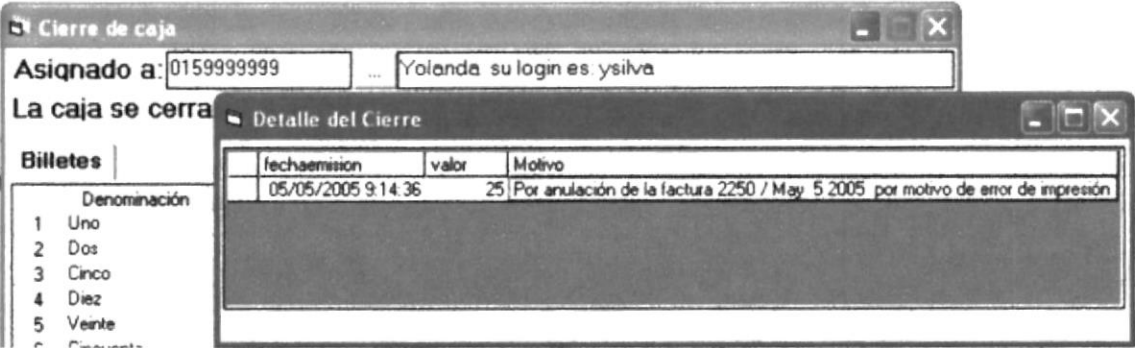 Cierre de caja
Asignado a: 0159999999 ... Yolanda su login es: ysilva
La caja se cerra
Detalle del Cierre
Billetes
fechaemision valor Motivo
05/05/2005 9:14:36 25 Por anulación de la factura 2250 / May 5 2005 por motivo de error de impresión
Denominación
1 Uno
2 Dos
3 Cinco
4 Diez
5 Veinte